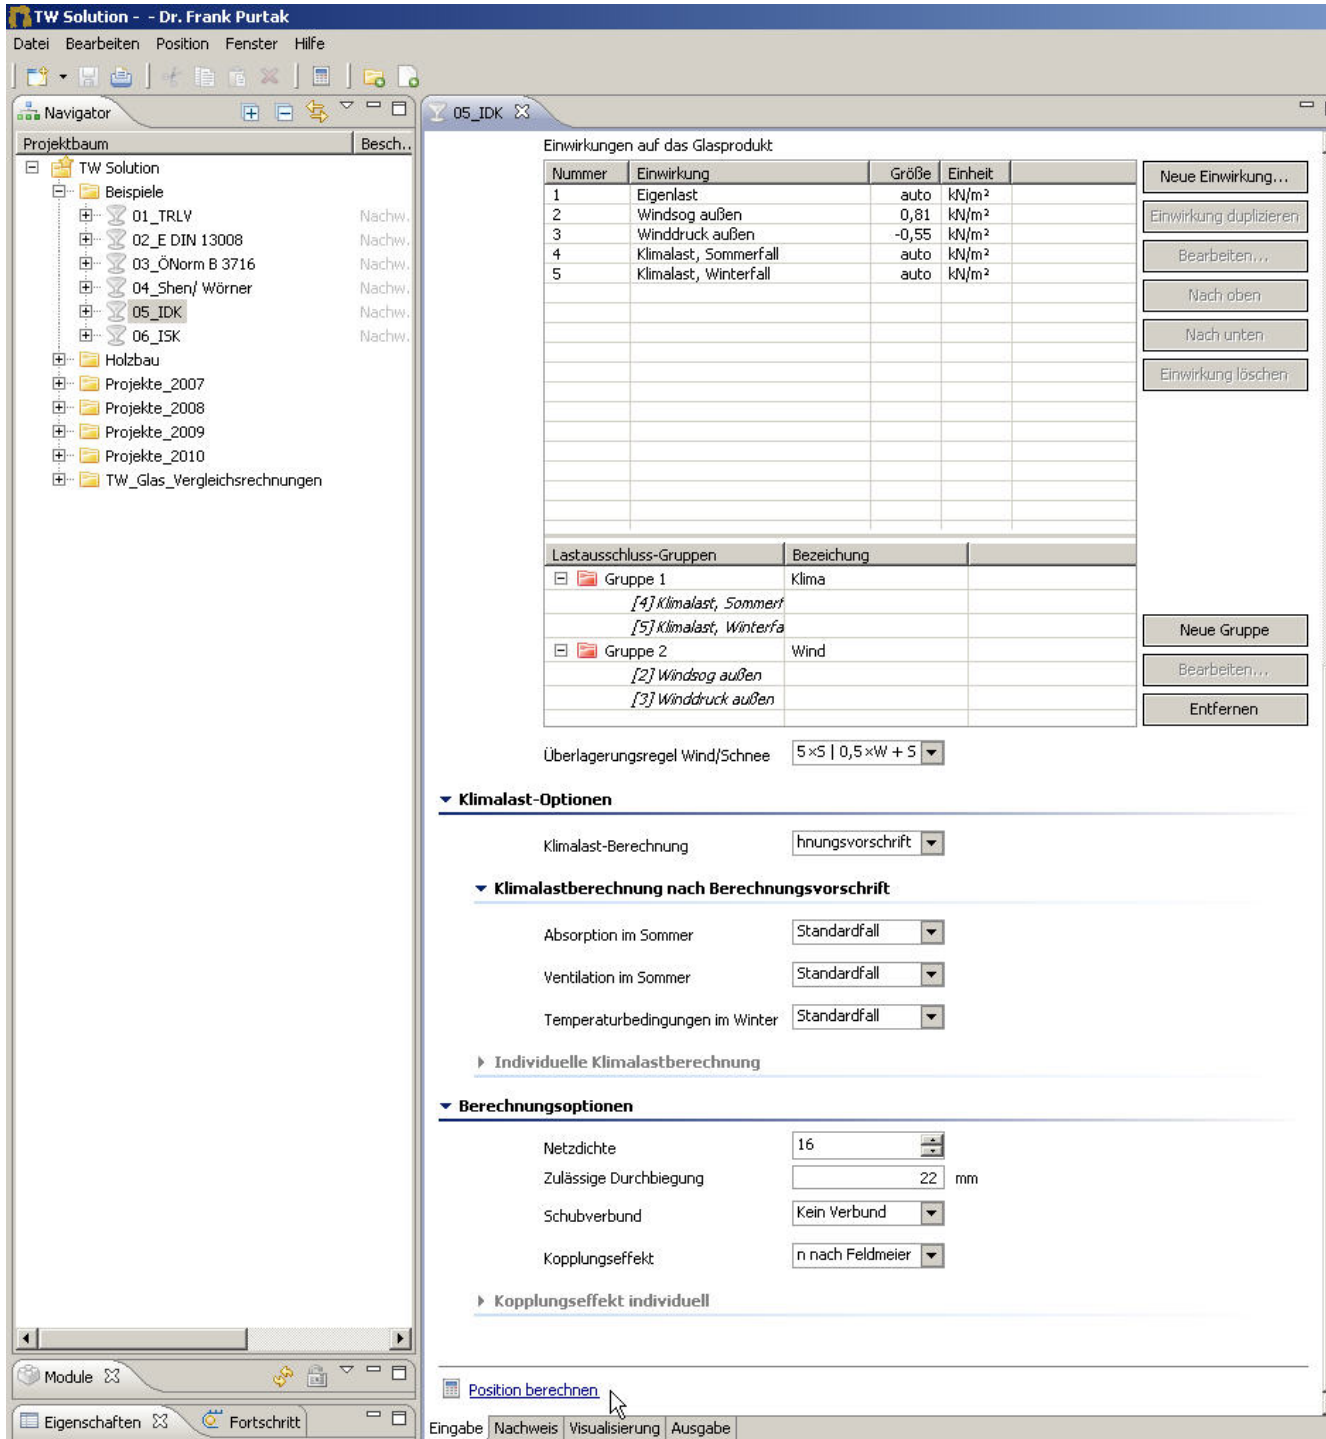 TW Solution - - Dr. Frank Purtak
Datei Bearbeiten Position Fenster Hilfe
Navigator
Projektbaum Besch..
TW Solution
Beispiele
01_TRLV Nachw.
02_E DIN 13008 Nachw.
03_ÖNorm B 3716 Nachw.
04_Shen/ Wörner Nachw.
05_IDK Nachw.
06_ISK Nachw.
Holzbau
Projekte_2007
Projekte_2008
Projekte_2009
Projekte_2010
TW_Glas_Vergleichsrechnungen
Module
Eigenschaften Fortschritt
05_IDK
Einwirkungen auf das Glasprodukt
Nummer Einwirkung Größe Einheit
1 Eigenlast auto kN/m²
2 Windsog außen 0,81 kN/m²
3 Winddruck außen -0,55 kN/m²
4 Klimalast, Sommerfall auto kN/m²
5 Klimalast, Winterfall auto kN/m²
Neue Einwirkung...
Einwirkung duplizieren
Bearbeiten...
Nach oben
Nach unten
Einwirkung löschen
Lastausschluss-Gruppen Bezeichung
Gruppe 1 Klima
[4] Klimalast, Sommerf
[5] Klimalast, Winterfa
Gruppe 2 Wind
[2] Windsog außen
[3] Winddruck außen
Neue Gruppe
Bearbeiten...
Entfernen
Überlagerungsregel Wind/Schnee 5×S | 0,5×W + S
Klimalast-Optionen
Klimalast-Berechnung hnungsvorschrift
Klimalastberechnung nach Berechnungsvorschrift
Absorption im Sommer Standardfall
Ventilation im Sommer Standardfall
Temperaturbedingungen im Winter Standardfall
Individuelle Klimalastberechnung
Berechnungsoptionen
Netzdichte 16
Zulässige Durchbiegung 22 mm
Schubverbund Kein Verbund
Kopplungseffekt n nach Feldmeier
Kopplungseffekt individuell
Position berechnen
Eingabe Nachweis Visualisierung Ausgabe